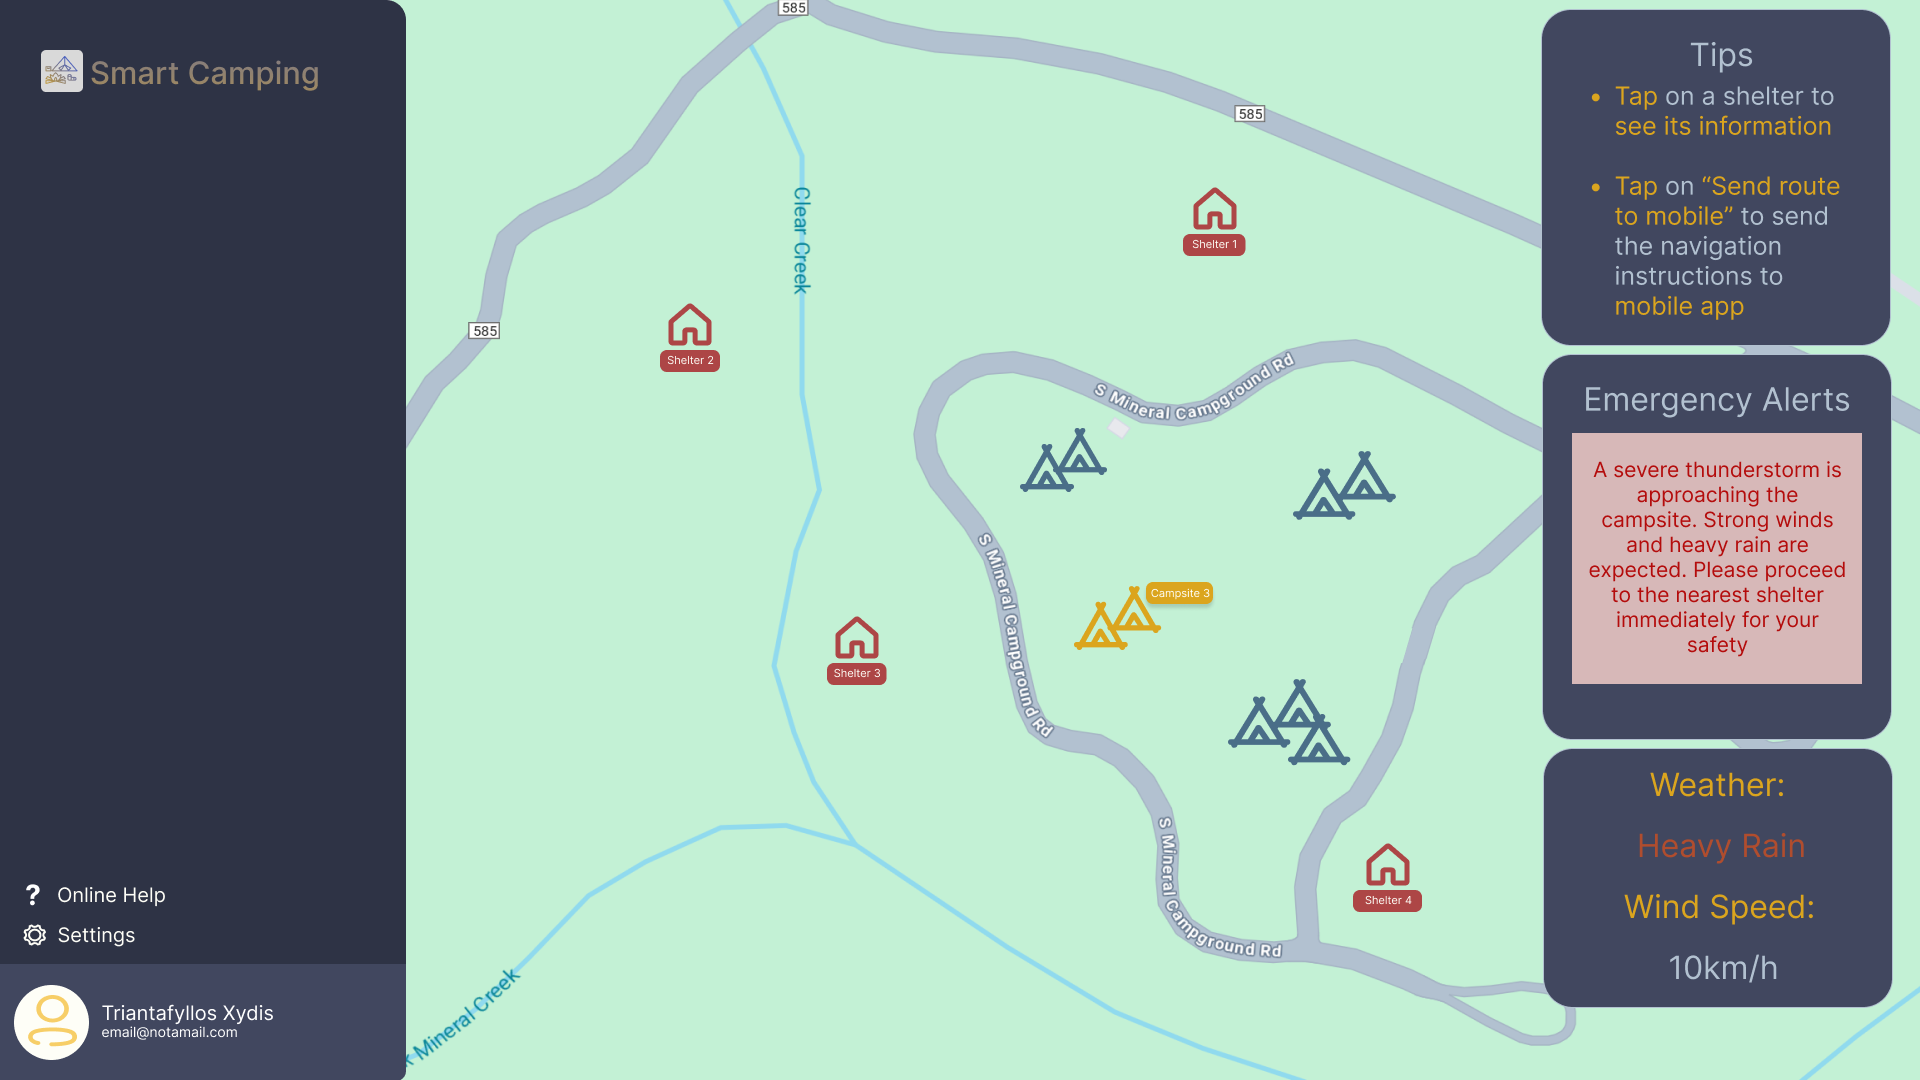 Smart Camping
Online Help
Settings
Triantafyllos Xydis
email@notamail.com
585
585
585
Clear Creek
Shelter 1
Shelter 2
S Mineral Campground Rd
S Mineral Campground Rd
Campsite 3
Shelter 3
S Mineral Campground Rd
Shelter 4
k Mineral Creek
Tips
• Tap on a shelter to
see its information
• Tap on “Send route
to mobile” to send
the navigation
instructions to
mobile app
Emergency Alerts
A severe thunderstorm is
approaching the
campsite. Strong winds
and heavy rain are
expected. Please proceed
to the nearest shelter
immediately for your
safety
Weather:
Heavy Rain
Wind Speed:
10km/h